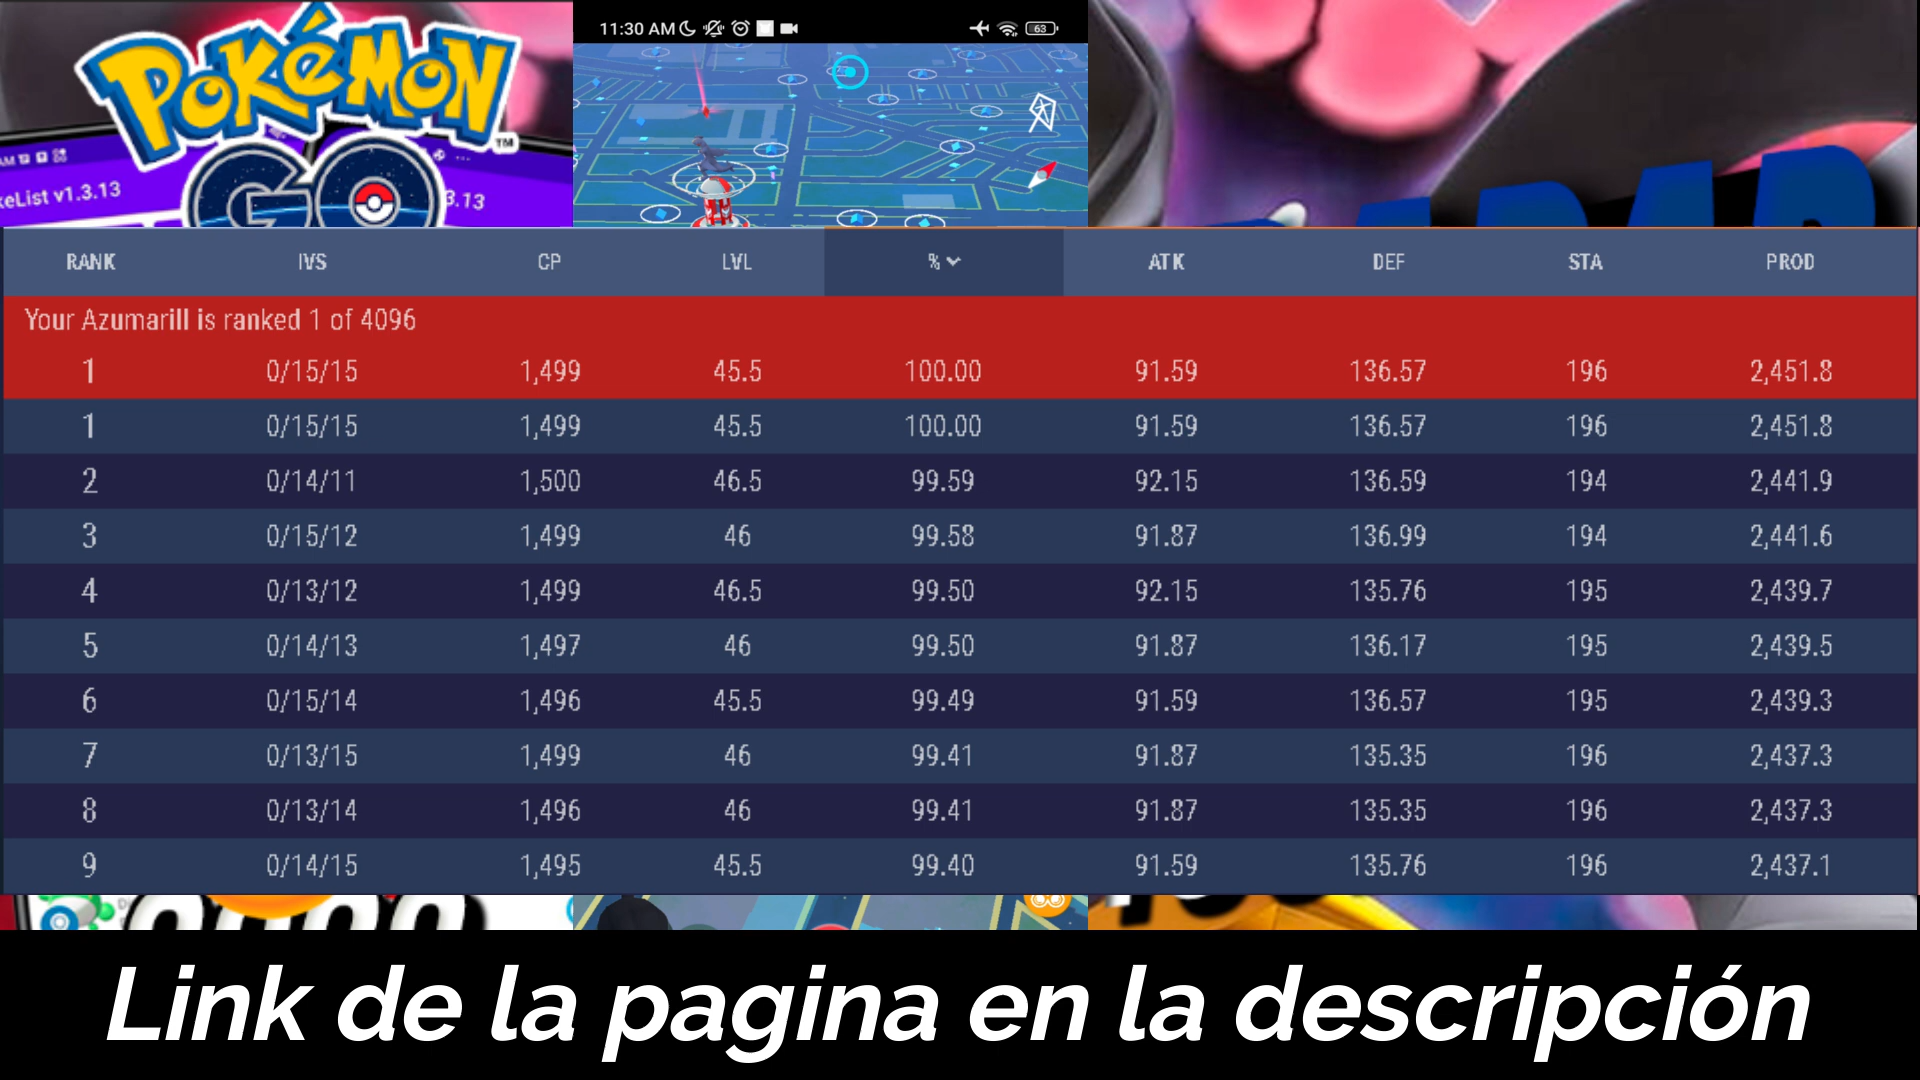 POKÉMON
TM
GO
AM
keList v1.3.13
3.13
11:30 AM
63
RANK IVS CP LVL % ATK DEF STA PROD
Your Azumarill is ranked 1 of 4096
1 0/15/15 1,499 45.5 100.00 91.59 136.57 196 2,451.8
1 0/15/15 1,499 45.5 100.00 91.59 136.57 196 2,451.8
2 0/14/11 1,500 46.5 99.59 92.15 136.59 194 2,441.9
3 0/15/12 1,499 46 99.58 91.87 136.99 194 2,441.6
4 0/13/12 1,499 46.5 99.50 92.15 135.76 195 2,439.7
5 0/14/13 1,497 46 99.50 91.87 136.17 195 2,439.5
6 0/15/14 1,496 45.5 99.49 91.59 136.57 195 2,439.3
7 0/13/15 1,499 46 99.41 91.87 135.35 196 2,437.3
8 0/13/14 1,496 46 99.41 91.87 135.35 196 2,437.3
9 0/14/15 1,495 45.5 99.40 91.59 135.76 196 2,437.1
Link de la pagina en la descripción